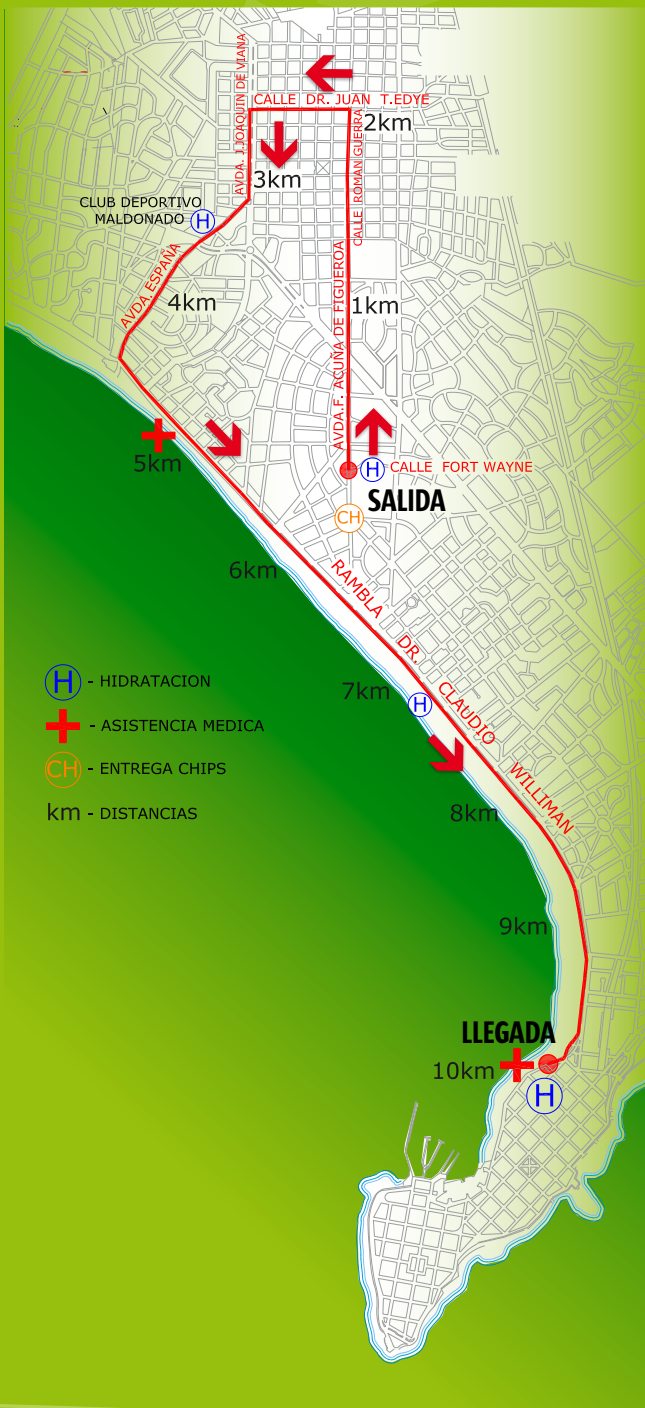 AVDA. J.JOAQUIN DE VIANA
CALLE DR. JUAN T.EDYE
2km
CALLE ROMAN GUERRA
3km
CLUB DEPORTIVO
MALDONADO
H
AVDA. ESPAÑA
4km
1km
AVDA.F. ACUÑA DE FIGUEROA
5km
H
CALLE FORT WAYNE
SALIDA
CH
6km
RAMBLA DR. CLAUDIO WILLIMAN
7km
H
H - HIDRATACION
- ASISTENCIA MEDICA
CH - ENTREGA CHIPS
km - DISTANCIAS
8km
9km
LLEGADA
10km
H